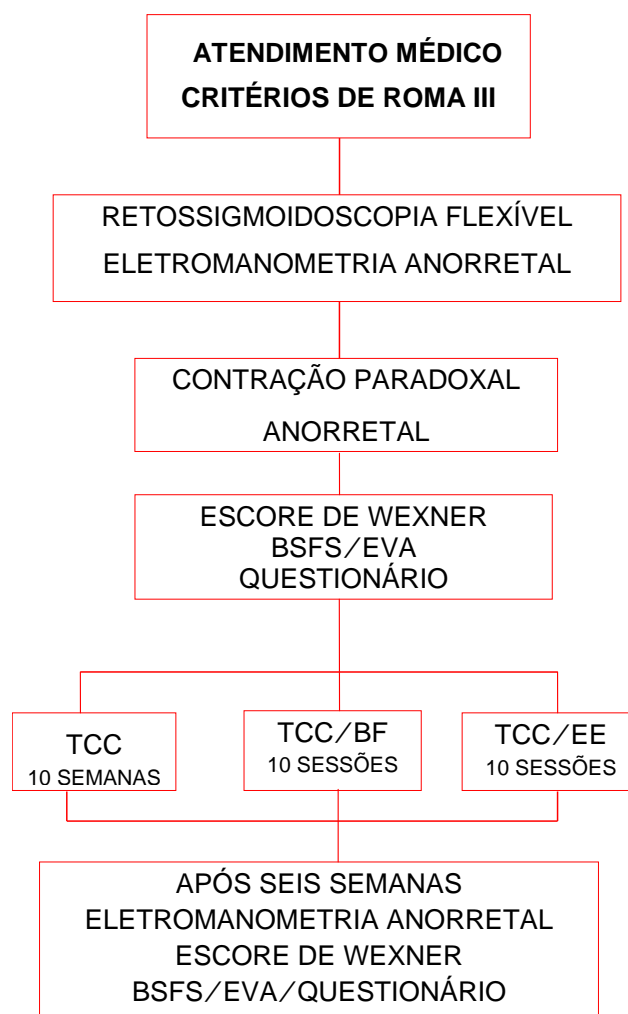 ATENDIMENTO MÉDICO
CRITÉRIOS DE ROMA III
RETOSSIGMOIDOSCOPIA FLEXÍVEL
ELETROMANOMETRIA ANORRETAL
CONTRAÇÃO PARADOXAL
ANORRETAL
ESCORE DE WEXNER
BSFS/EVA
QUESTIONÁRIO
TCC
10 SEMANAS
TCC/BF
10 SESSÕES
TCC/EE
10 SESSÕES
APÓS SEIS SEMANAS
ELETROMANOMETRIA ANORRETAL
ESCORE DE WEXNER
BSFS/EVA/QUESTIONÁRIO